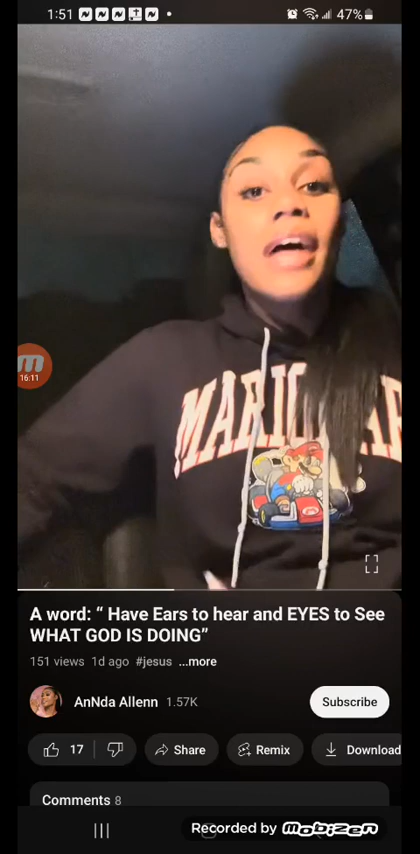 1:51
47%
MARIO KAR
16:11
A word: “ Have Ears to hear and EYES to See
WHAT GOD IS DOING”
151 views 1d ago #jesus ...more
AnNda Allenn 1.57K
Subscribe
17
Share
Remix
Download
Comments 8
Recorded by mobizen